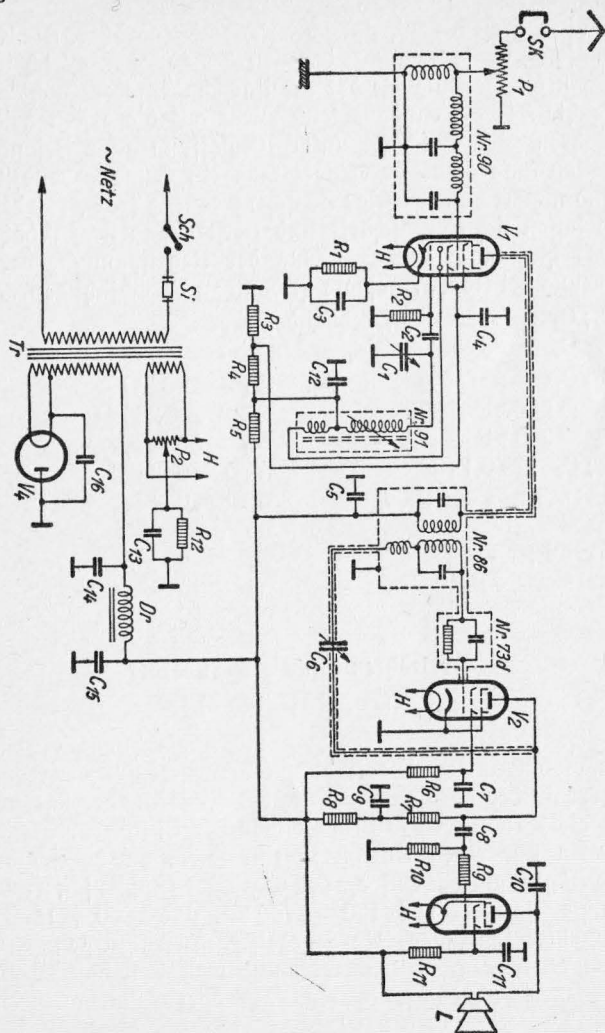 SK
P₁
Nr. 90
V₁
H
R₁
C₃
R₂
C₂
C₁
C₄
R₃
R₄
R₅
C₁₂
Nr. 91
C₅
Nr. 86
C₆
Nr. 73d
V₂
H
R₆
C₇
R₈
C₉
R₇
C₈
R₁₀
R₉
C₁₀
H
R₁₁
C₁₁
L
~ Netz
Sch
Si
Tr
V₄
C₁₆
P₂
H
R₁₂
C₁₃
C₁₄
Dr
C₁₅